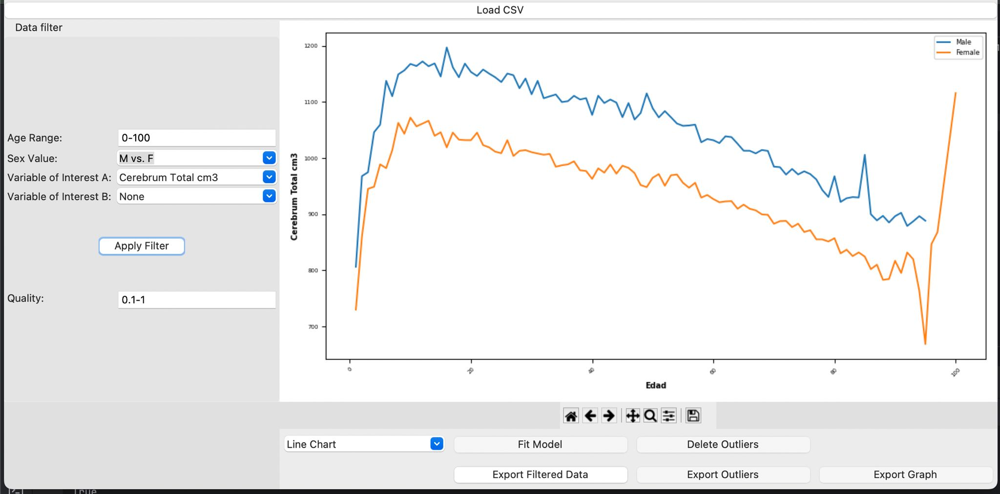 Load CSV
Data filter
Age Range: 0-100
Sex Value: M vs. F
Variable of Interest A: Cerebrum Total cm3
Variable of Interest B: None
Apply Filter
Quality: 0.1-1
Male
Female
1200
1100
1000
900
800
700
Cerebrum Total cm3
0 20 40 60 80 100
Edad
Line Chart Fit Model Delete Outliers
Export Filtered Data Export Outliers Export Graph
True